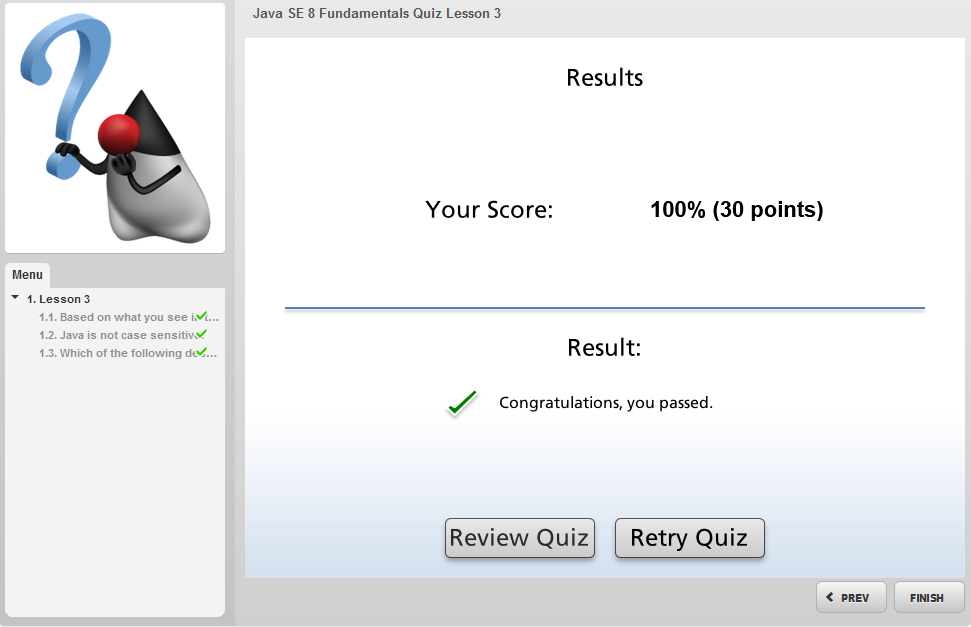 Java SE 8 Fundamentals Quiz Lesson 3
Results
Your Score: 100% (30 points)
Result:
Congratulations, you passed.
Review Quiz Retry Quiz
PREV FINISH
Menu
1. Lesson 3
1.1. Based on what you see i
1.2. Java is not case sensitiv
1.3. Which of the following de